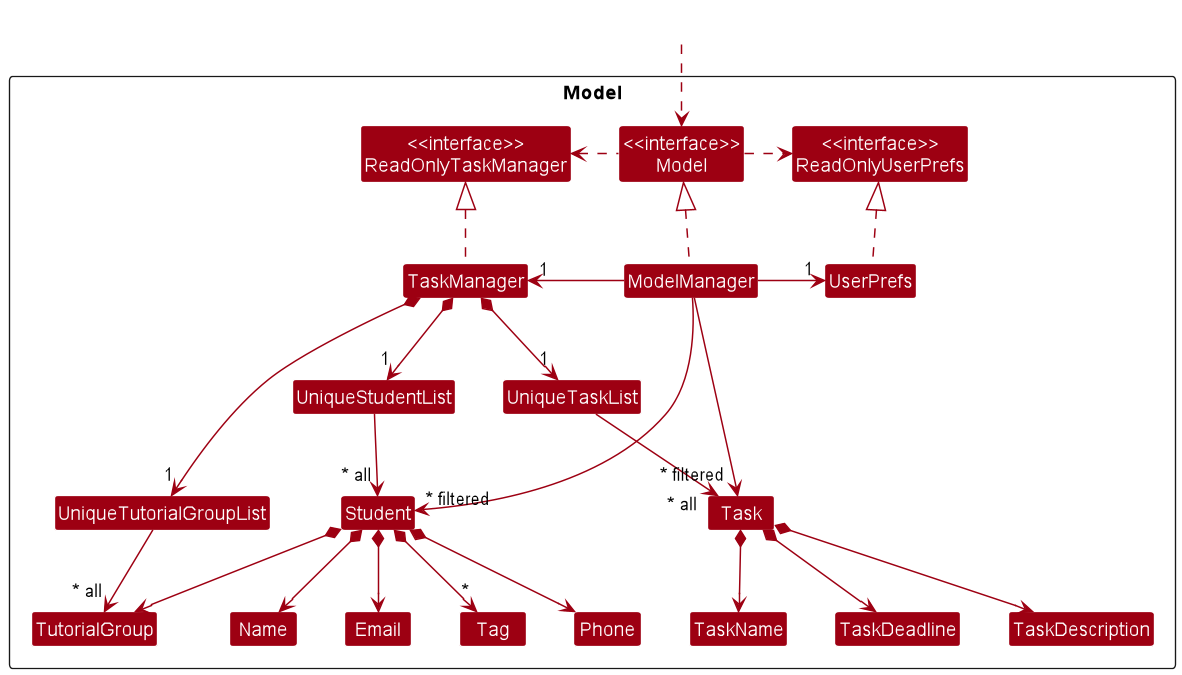 Model
<<interface>>
ReadOnlyTaskManager
<<interface>>
Model
<<interface>>
ReadOnlyUserPrefs
TaskManager
1
ModelManager
1
UserPrefs
1
1
UniqueStudentList
UniqueTaskList
1
* all
* filtered
* filtered
* all
UniqueTutorialGroupList
Student
Task
* all
*
TutorialGroup
Name
Email
Tag
Phone
TaskName
TaskDeadline
TaskDescription